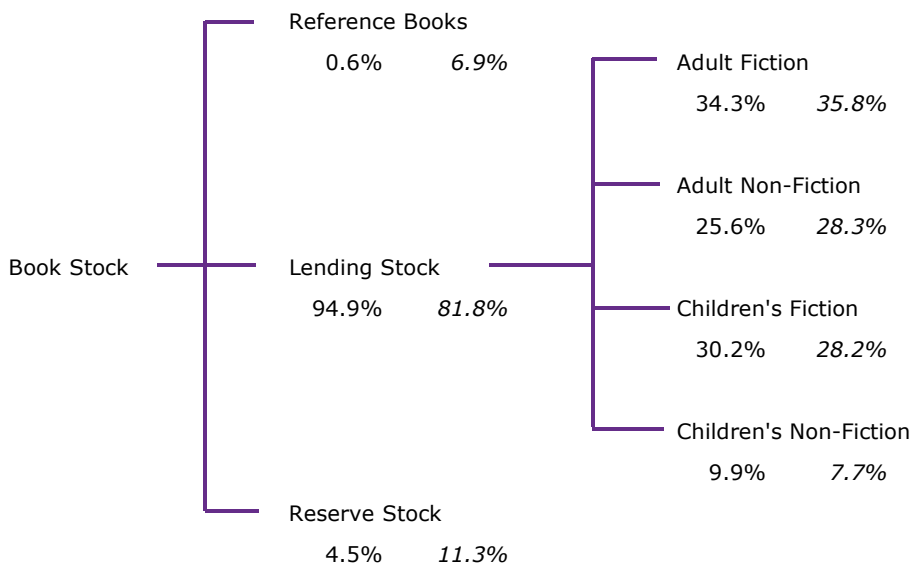 Reference Books
0.6% 6.9%
Adult Fiction
34.3% 35.8%
Adult Non-Fiction
25.6% 28.3%
Book Stock
Lending Stock
94.9% 81.8%
Children's Fiction
30.2% 28.2%
Children's Non-Fiction
9.9% 7.7%
Reserve Stock
4.5% 11.3%